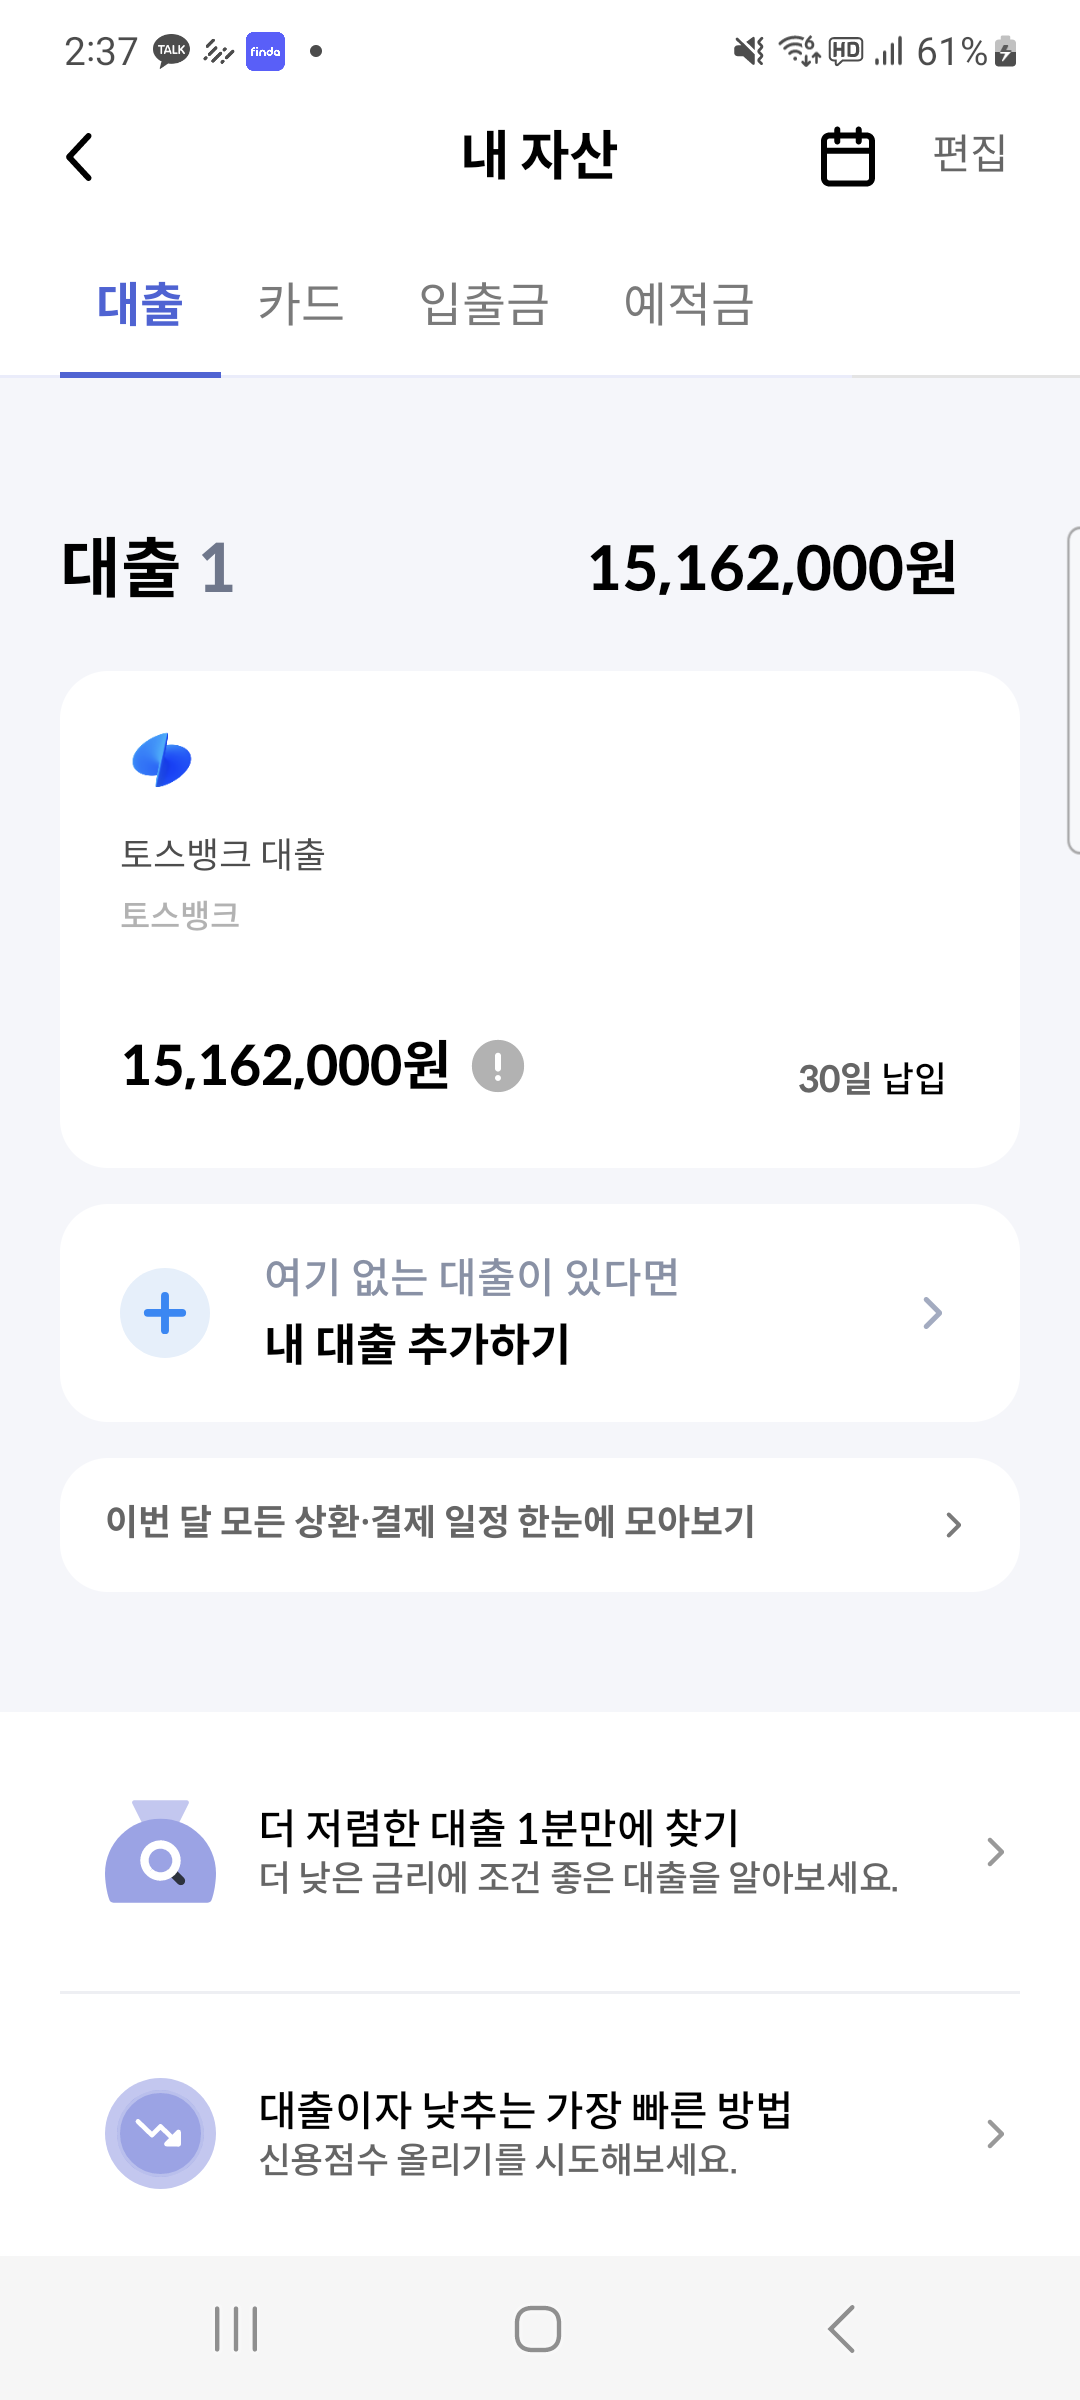 2:37 TALK finda 6 HD 61%
내 자산 편집
대출 카드 입출금 예적금
대출 1 15,162,000원
토스뱅크 대출
토스뱅크
15,162,000원 30일 납입
여기 없는 대출이 있다면
내 대출 추가하기
이번 달 모든 상환·결제 일정 한눈에 모아보기
더 저렴한 대출 1분만에 찾기
더 낮은 금리에 조건 좋은 대출을 알아보세요.
대출이자 낮추는 가장 빠른 방법
신용점수 올리기를 시도해보세요.